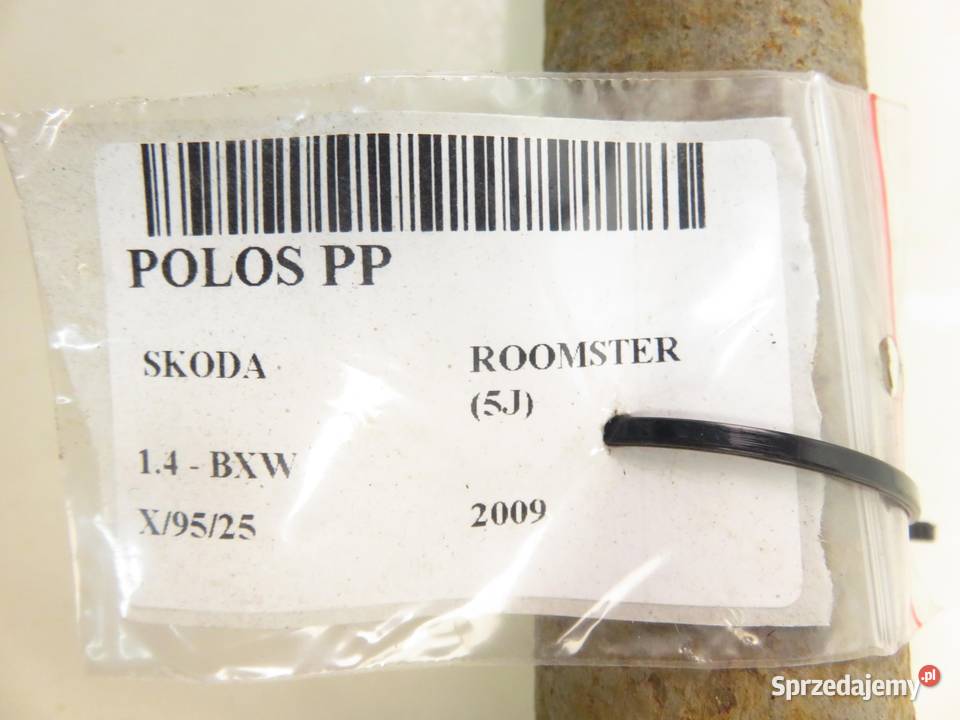 POLOS PP
SKODA
ROOMSTER
(5J)
1.4 - BXW
X/95/25
2009
Sprzedajemy.pl